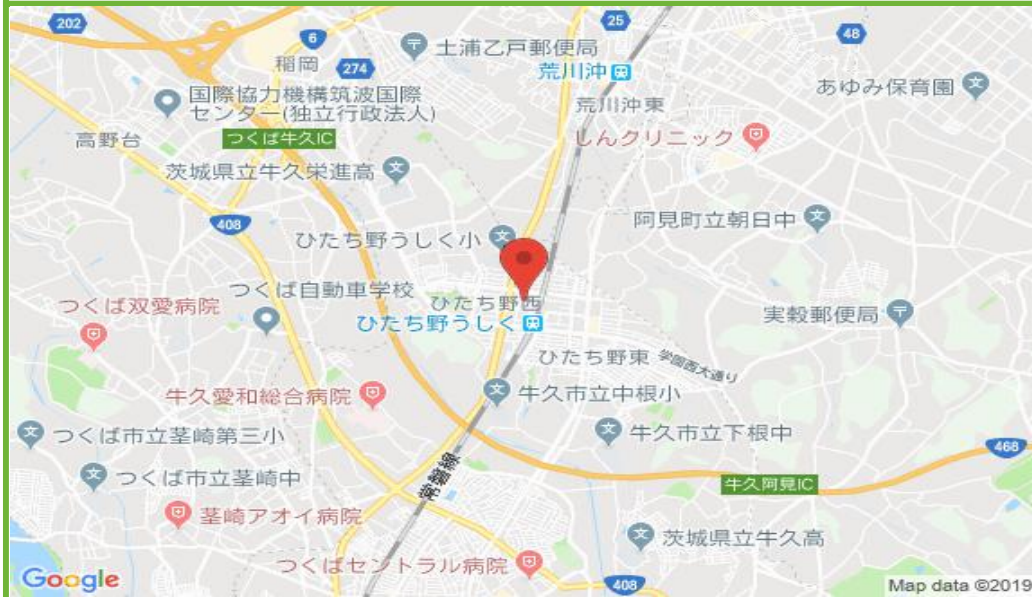 202
6
25
48
土浦乙戸郵便局
稲岡
274
荒川沖
あゆみ保育園
国際協力機構筑波国際
センター(独立行政法人)
荒川沖東
高野台
つくば牛久IC
しんクリニック
茨城県立牛久栄進高
408
阿見町立朝日中
ひたち野うしく小
つくば自動車学校
つくば双愛病院
ひたち野西
実穀郵便局
ひたち野うしく
ひたち野東
学園西大通り
牛久愛和総合病院
牛久市立中根小
つくば市立茎崎第三小
牛久市立下根中
468
常磐線
つくば市立茎崎中
牛久阿見IC
茎崎アオイ病院
茨城県立牛久高
つくばセントラル病院
408
Google
Map data ©2019